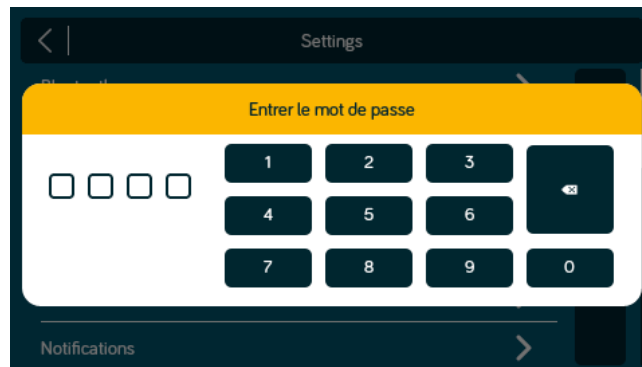 Settings
Entrer le mot de passe
1 2 3
4 5 6
7 8 9 0
Notifications